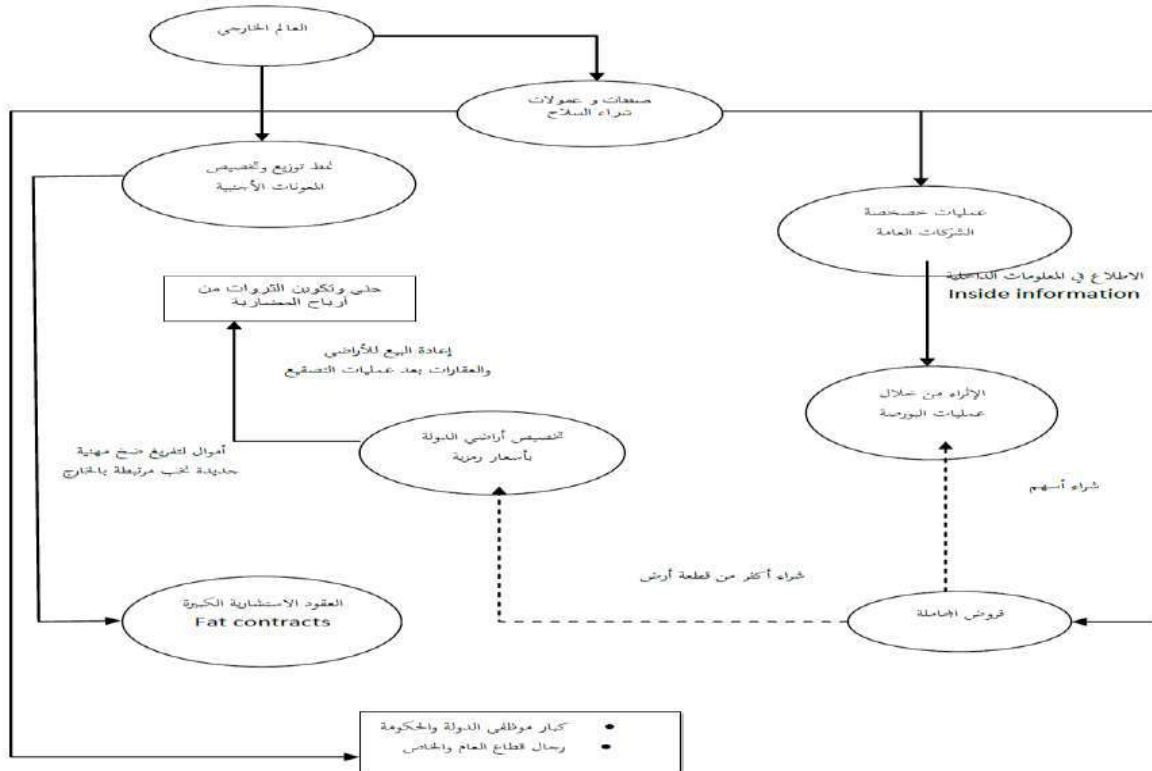 العالم الخارجي
صفقات و عمولات
شراء السلاح
نمط توزيع وتخصيص
المعونات الأجنبية
عمليات خصخصة
الشركات العامة
الاطلاع في المعلومات الداخلية
Inside information
جني وتكوين الثروات من
أرباح المضاربة
إعادة البيع للأراضي
والعقارات بعد عمليات التصقيع
الإثراء من خلال
عمليات البورصة
تخصيص أراضي الدولة
بأسعار رمزية
أموال لتفريغ ضخ مهنية
جديدة نخب مرتبطة بالخارج
شراء أسهم
شراء أكثر من قطعة أرض
العقود الاستشارية الكبيرة
Fat contracts
قروض المجاملة
• كبار موظفي الدولة والحكومة
• رجال قطاع العام والخاص